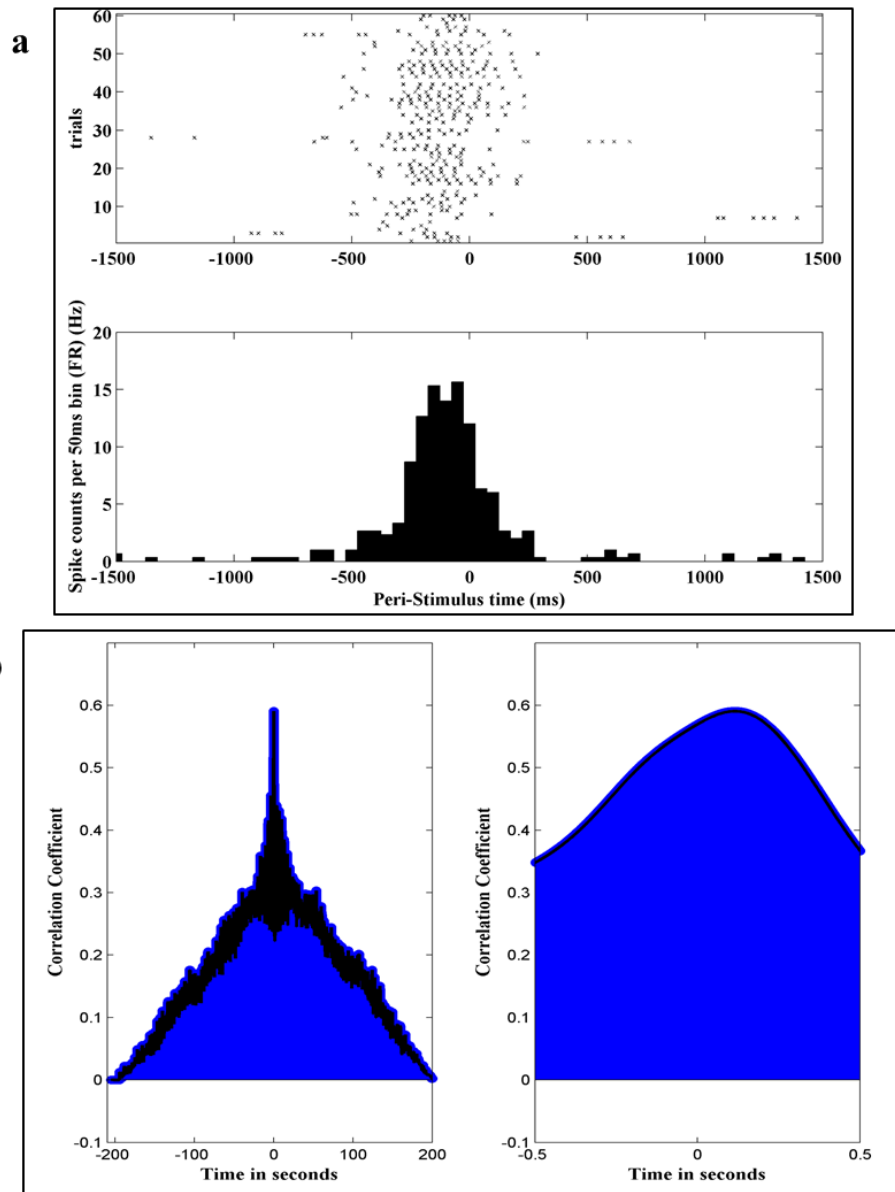 a
60
50
40
30
20
10
trials
-1500 -1000 -500 0 500 1000 1500
20
15
10
5
0
Spike counts per 50ms bin (FR) (Hz)
-1500 -1000 -500 0 500 1000 1500
Peri-Stimulus time (ms)
0.6
0.5
0.4
0.3
0.2
0.1
0
-0.1
Correlation Coefficient
-200 -100 0 100 200
Time in seconds
0.6
0.5
0.4
0.3
0.2
0.1
0
-0.1
Correlation Coefficient
-0.5 0 0.5
Time in seconds